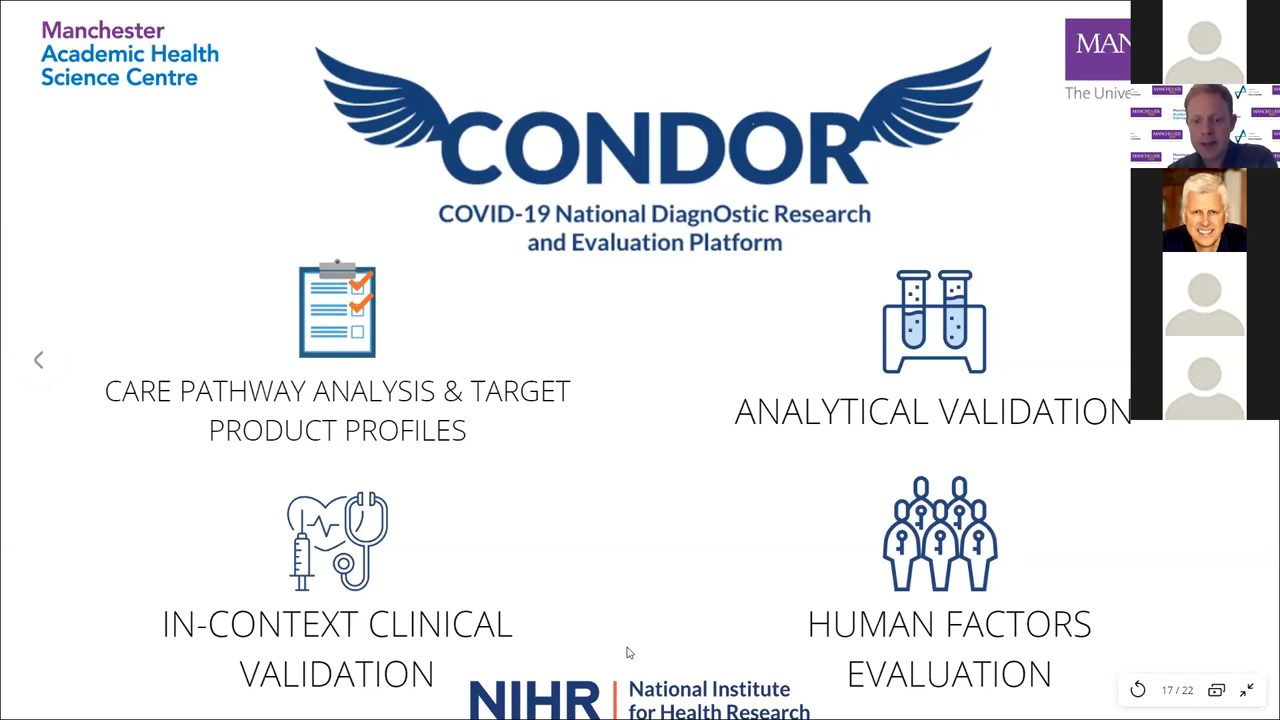 Manchester
Academic Health
Science Centre
CONDOR
COVID-19 National DiagnOstic Research
and Evaluation Platform
MAN
The Unive
CARE PATHWAY ANALYSIS & TARGET
PRODUCT PROFILES
ANALYTICAL VALIDATION
IN-CONTEXT CLINICAL
VALIDATION
HUMAN FACTORS
EVALUATION
NIHR | National Institute
for Health Research
17 / 22